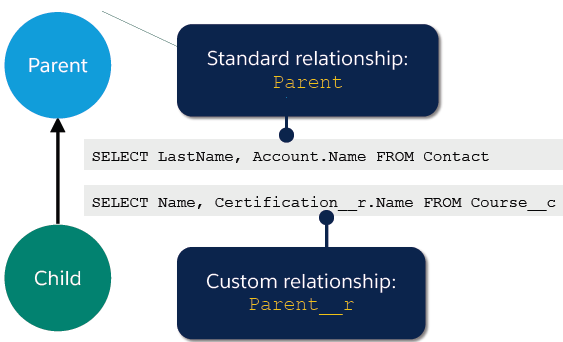 Parent
Standard relationship:
Parent
SELECT LastName, Account.Name FROM Contact
SELECT Name, Certification__r.Name FROM Course__c
Child
Custom relationship:
Parent__r